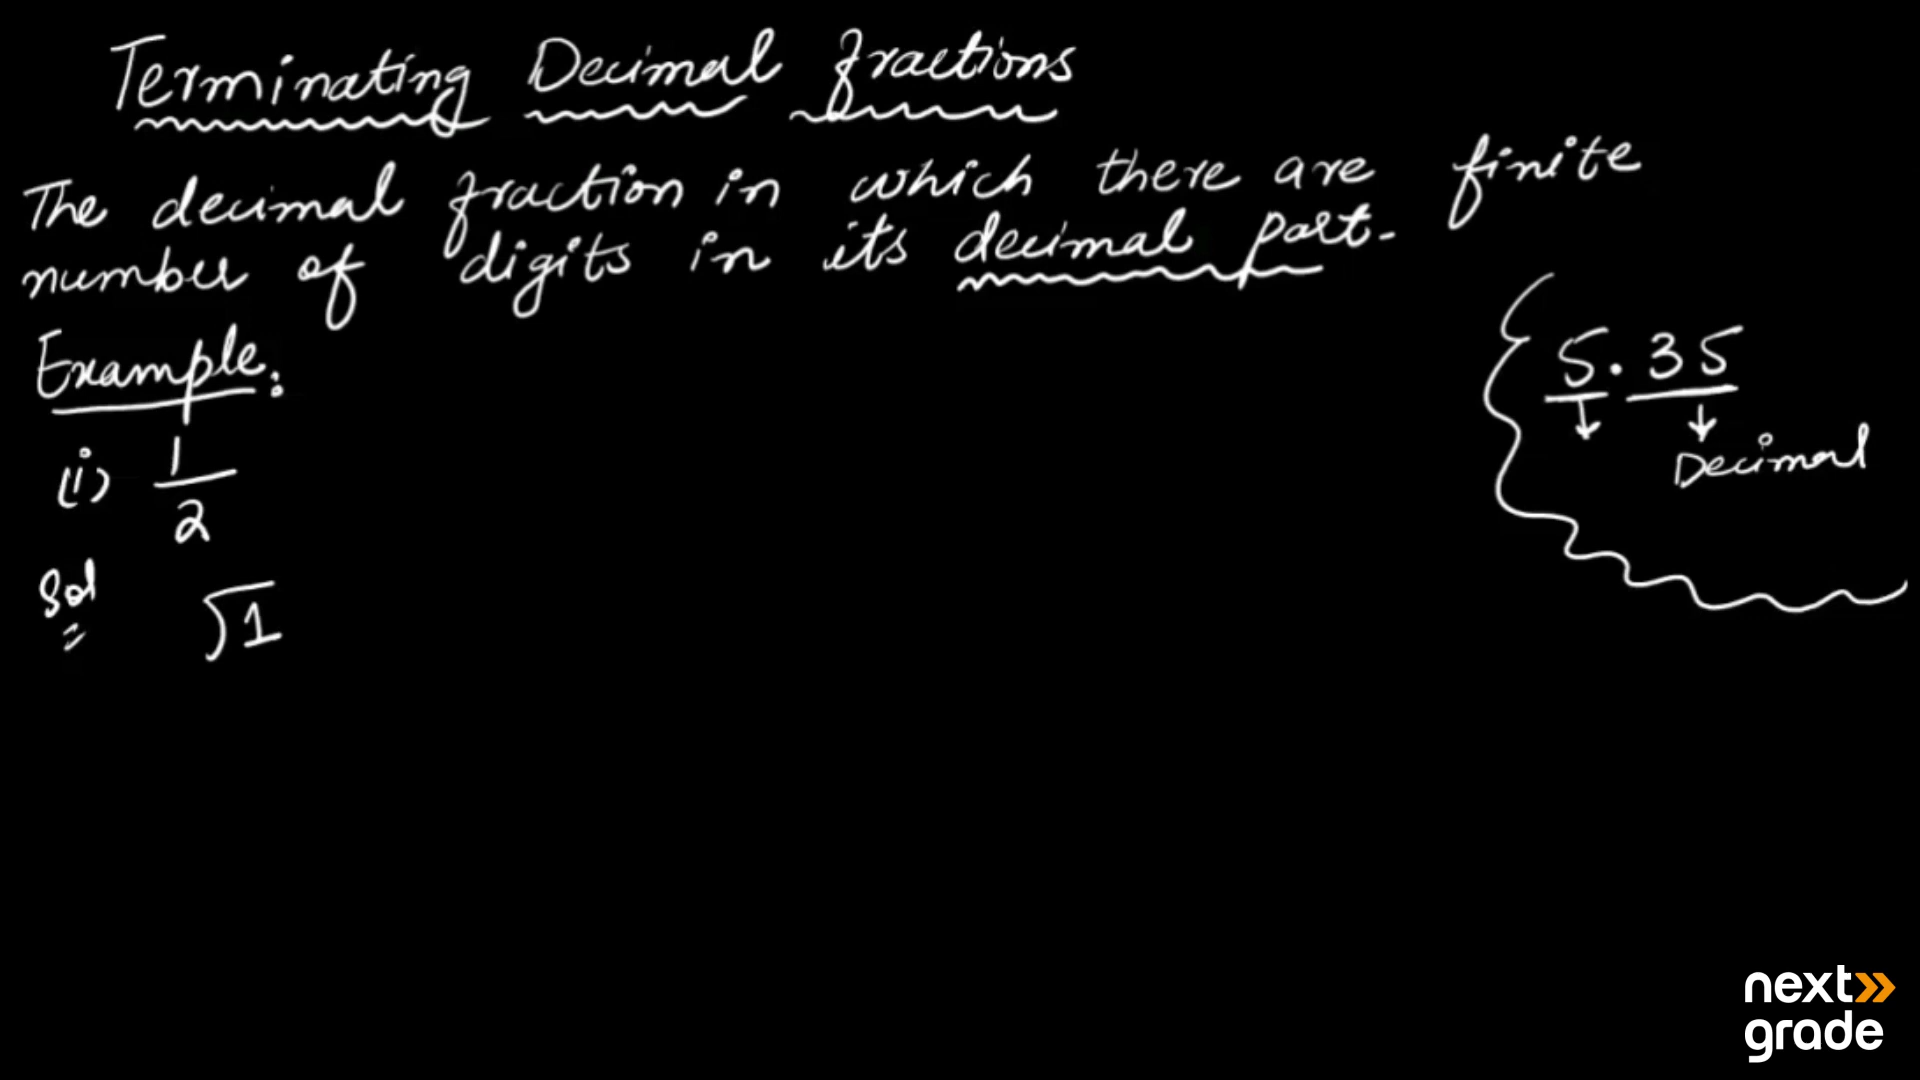 Terminating Decimal fractions
The decimal fraction in which there are finite
number of digits in its decimal part.
Example:
(i) 1/2
Sol
√1
5.35
Decimal
next
grade